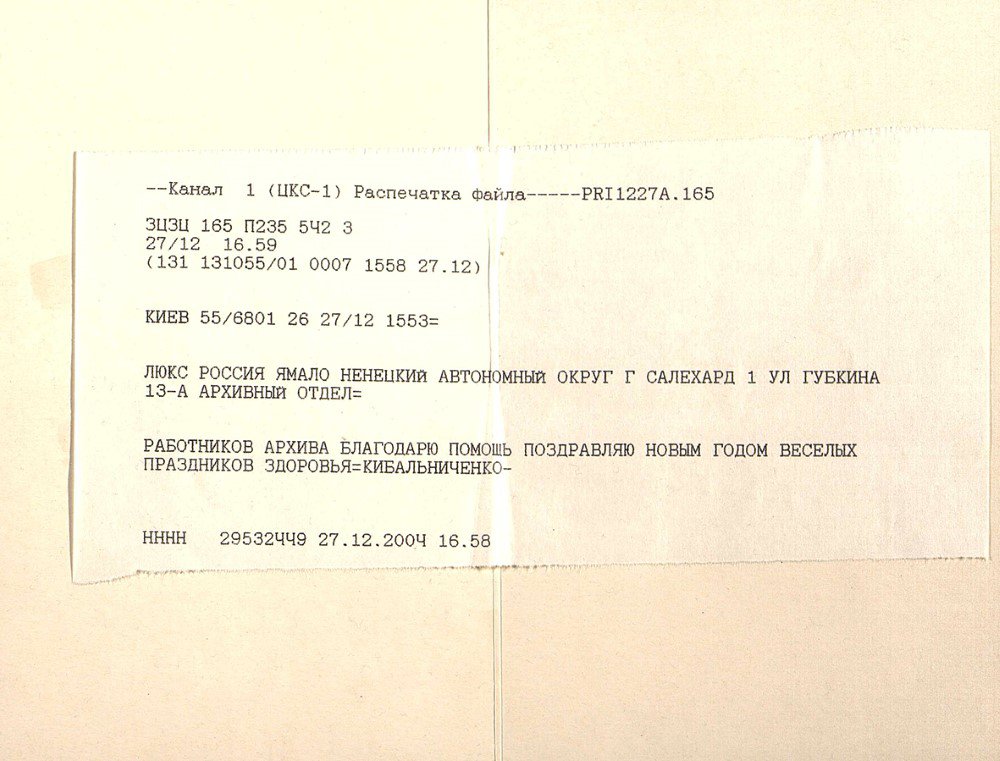 --Канал 1 (ЦКС-1) Распечатка файла-----PRI1227A.165
ЗЦЗЦ 165 П235 5Ч2 З
27/12 16.59
(131 131055/01 0007 1558 27.12)
КИЕВ 55/6801 26 27/12 1553=
ЛЮКС РОССИЯ ЯМАЛО НЕНЕЦКИЙ АВТОНОМНЫЙ ОКРУГ Г САЛЕХАРД 1 УЛ ГУБКИНА
13-А АРХИВНЫЙ ОТДЕЛ=
РАБОТНИКОВ АРХИВА БЛАГОДАРЮ ПОМОЩЬ ПОЗДРАВЛЯЮ НОВЫМ ГОДОМ ВЕСЕЛЫХ
ПРАЗДНИКОВ ЗДОРОВЬЯ=КИБАЛЬНИЧЕНКО-
НННН 29532ЧЧ9 27.12.200Ч 16.58